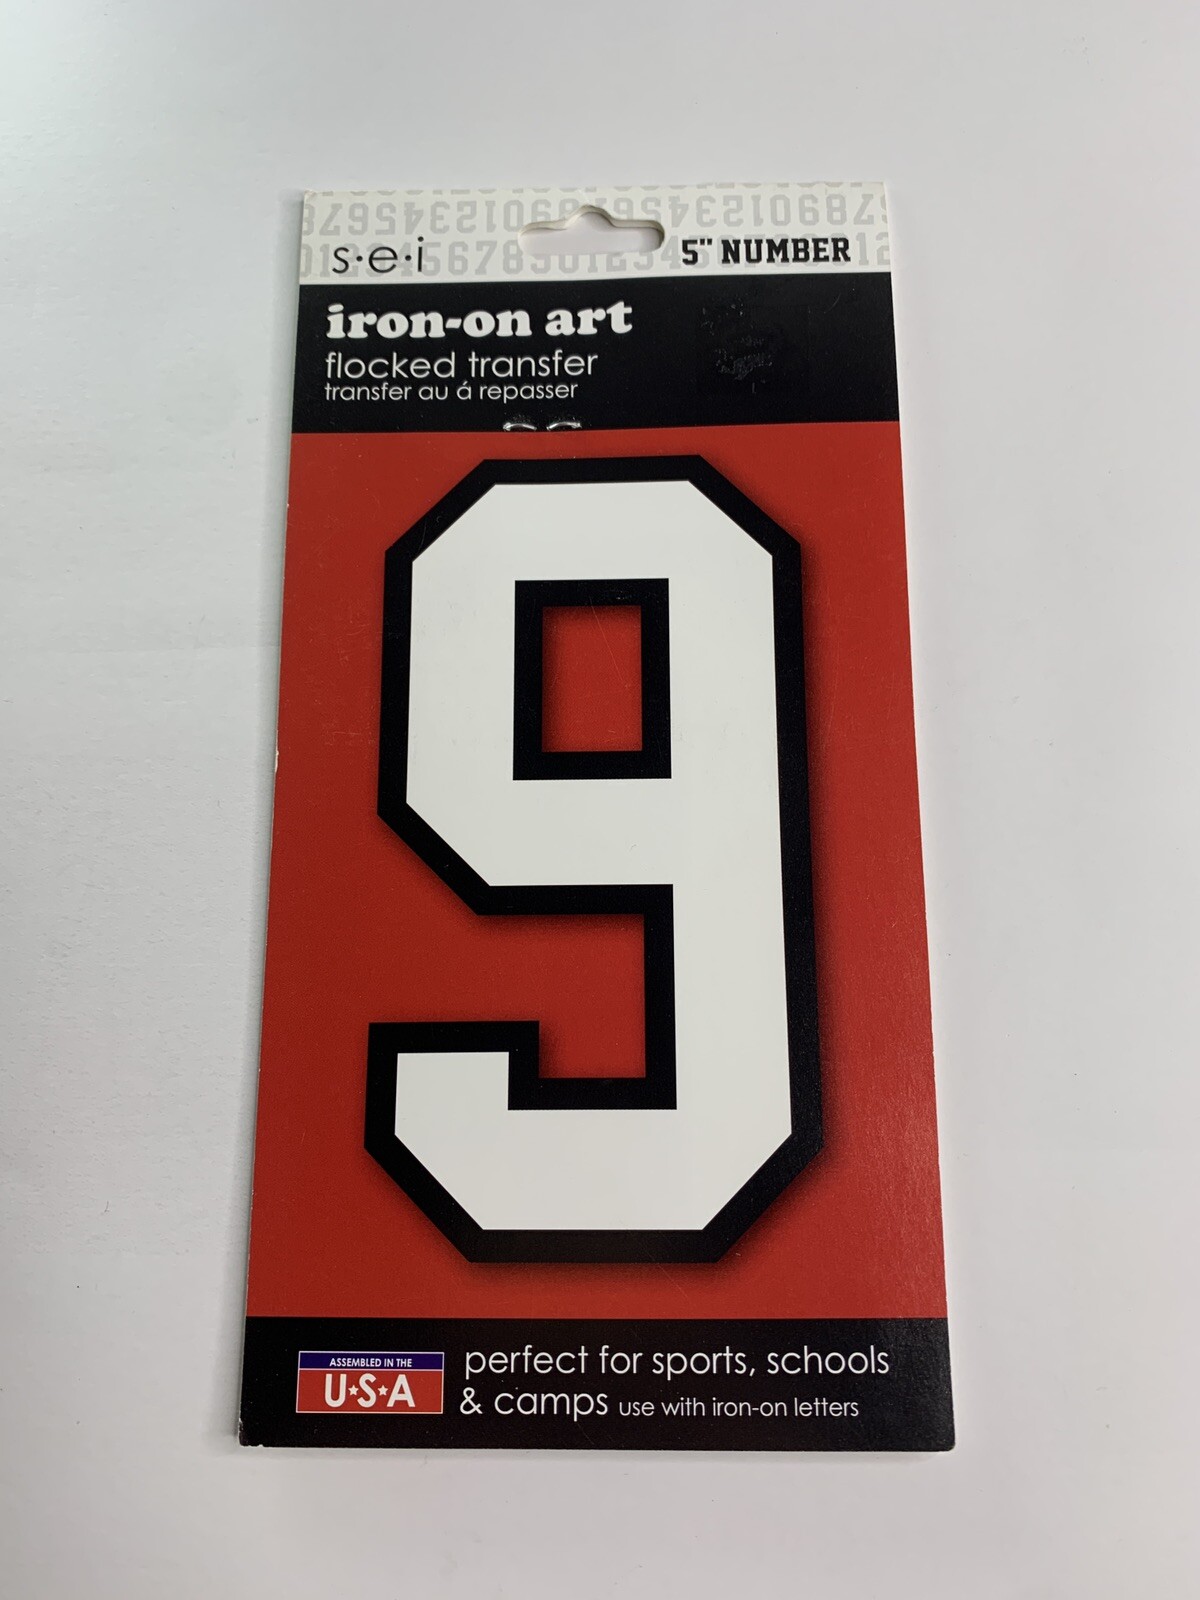 s·e·i
5" NUMBER
iron-on art
flocked transfer
transfer au á repasser
9
ASSEMBLED IN THE
U★S★A
perfect for sports, schools
& camps use with iron-on letters